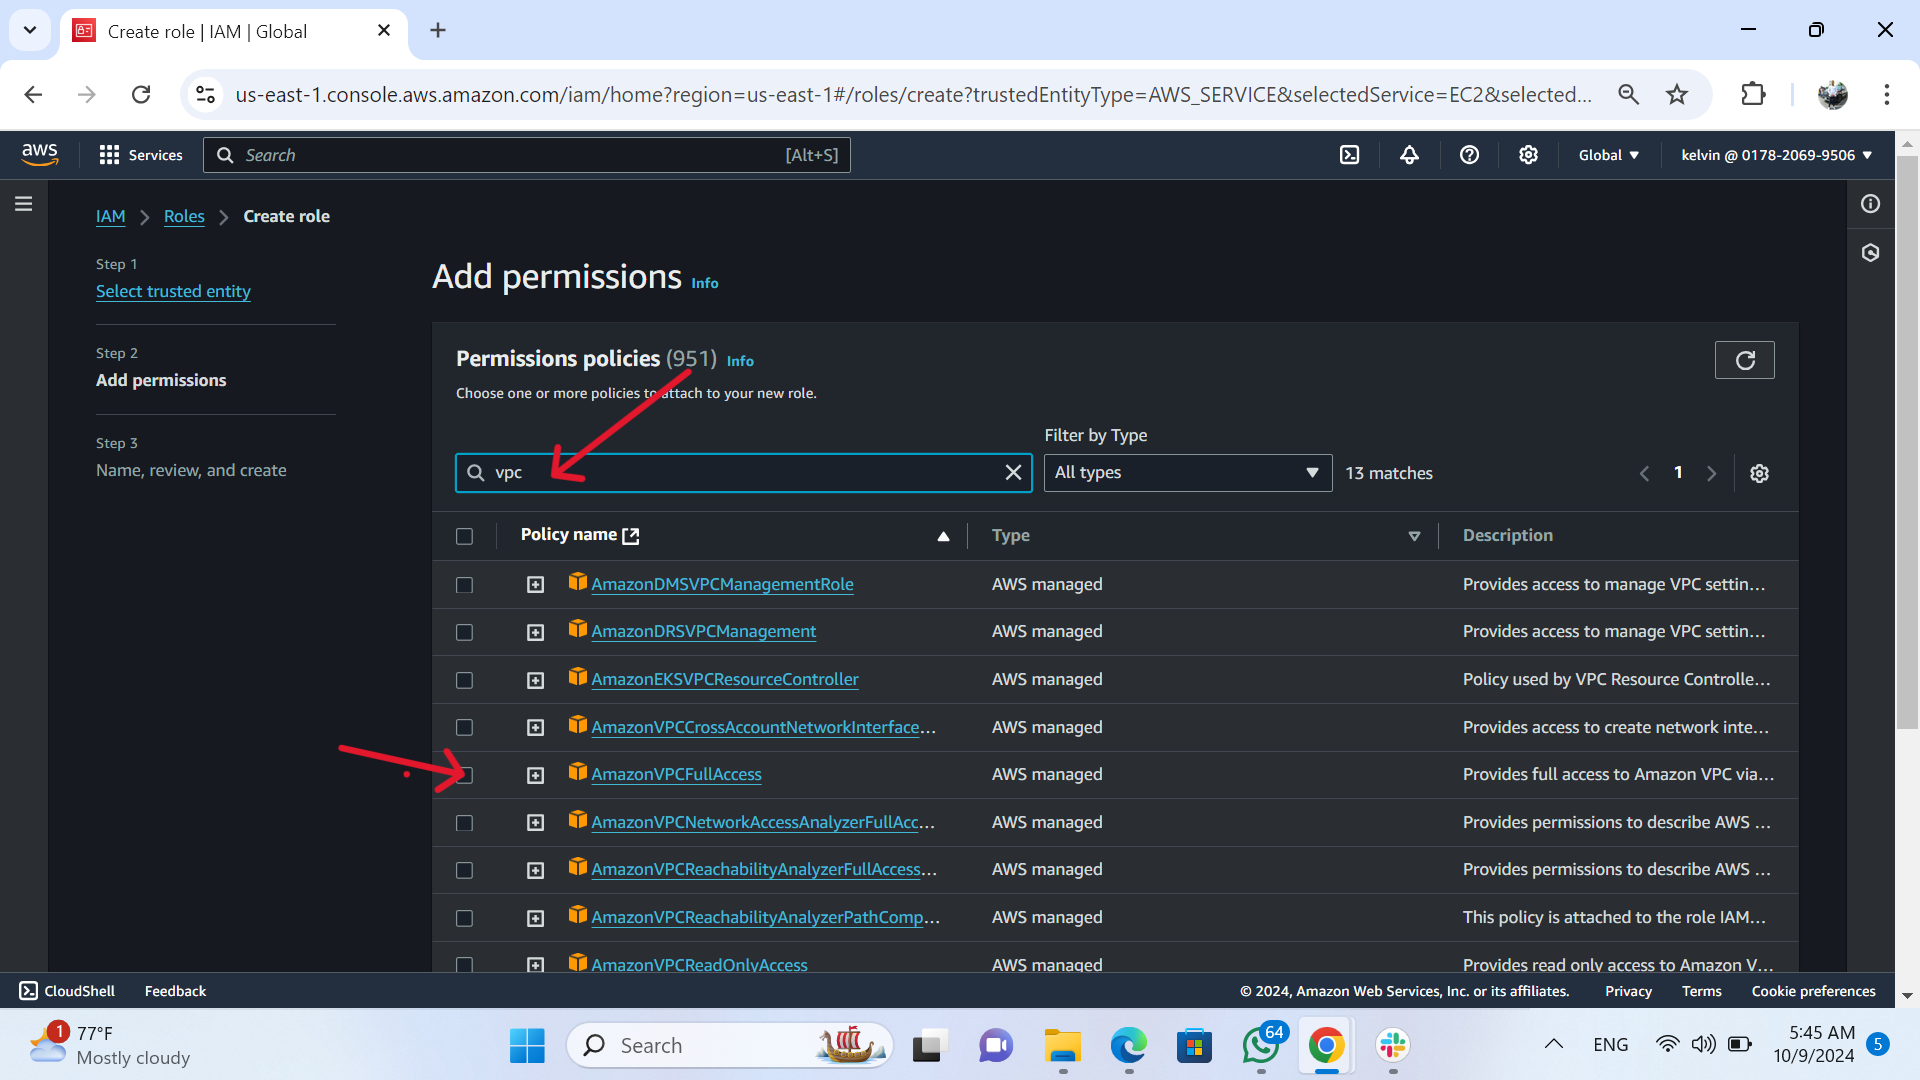 Create role | IAM | Global
us-east-1.console.aws.amazon.com/iam/home?region=us-east-1#/roles/create?trustedEntityType=AWS_SERVICE&selectedService=EC2&selected...
aws Services Search [Alt+S] Global kelvin @ 0178-2069-9506
IAM Roles Create role
Step 1
Select trusted entity
Step 2
Add permissions
Step 3
Name, review, and create
Add permissions Info
Permissions policies (951) Info
Choose one or more policies to attach to your new role.
Filter by Type
vpc All types 13 matches 1
Policy name Type Description
AmazonDMSVPCManagementRole AWS managed Provides access to manage VPC settin...
AmazonDRSVPCManagement AWS managed Provides access to manage VPC settin...
AmazonEKSVPCResourceController AWS managed Policy used by VPC Resource Controlle...
AmazonVPCCrossAccountNetworkInterface... AWS managed Provides access to create network inte...
AmazonVPCFullAccess AWS managed Provides full access to Amazon VPC via...
AmazonVPCNetworkAccessAnalyzerFullAcc... AWS managed Provides permissions to describe AWS ...
AmazonVPCReachabilityAnalyzerFullAccess... AWS managed Provides permissions to describe AWS ...
AmazonVPCReachabilityAnalyzerPathComp... AWS managed This policy is attached to the role IAM...
AmazonVPCReadOnlyAccess AWS managed Provides read only access to Amazon V...
CloudShell Feedback © 2024, Amazon Web Services, Inc. or its affiliates. Privacy Terms Cookie preferences
1 77°F
Mostly cloudy
Search
64
ENG
5:45 AM
10/9/2024
5